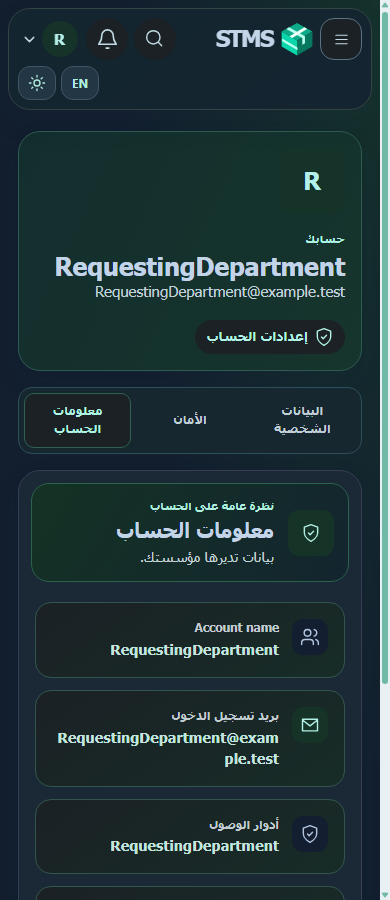 STMS
R
EN
R
حسابك
RequestingDepartment
RequestingDepartment@example.test
إعدادات الحساب
البيانات
الشخصية
الأمان
معلومات
الحساب
نظرة عامة على الحساب
معلومات الحساب
بيانات تديرها مؤسستك.
Account name
RequestingDepartment
بريد تسجيل الدخول
RequestingDepartment@exam
ple.test
أدوار الوصول
RequestingDepartment